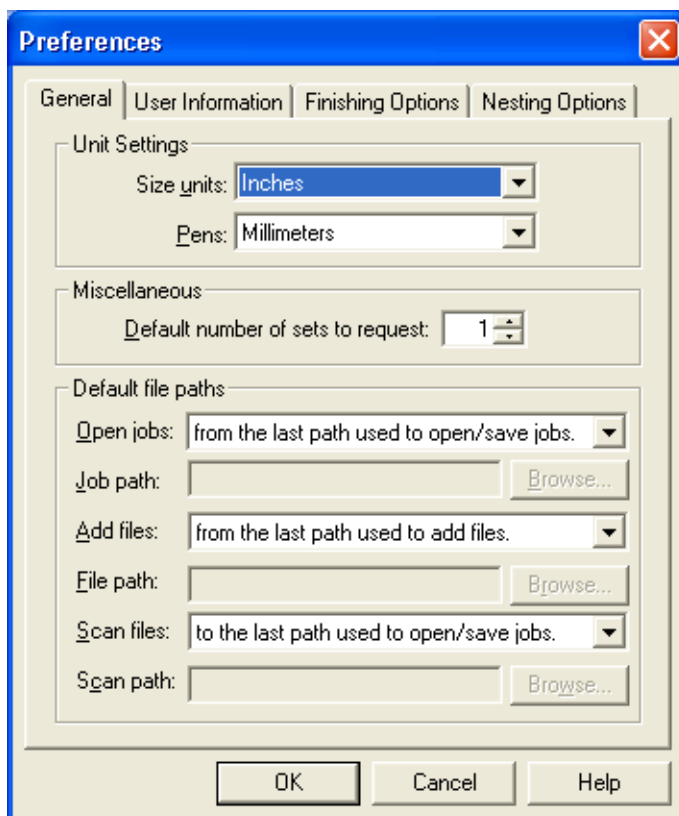 Preferences
General User Information Finishing Options Nesting Options
Unit Settings
Size units: Inches
Pens: Millimeters
Miscellaneous
Default number of sets to request: 1
Default file paths
Open jobs: from the last path used to open/save jobs.
Job path: Browse...
Add files: from the last path used to add files.
File path: Browse...
Scan files: to the last path used to open/save jobs.
Scan path: Browse...
OK Cancel Help